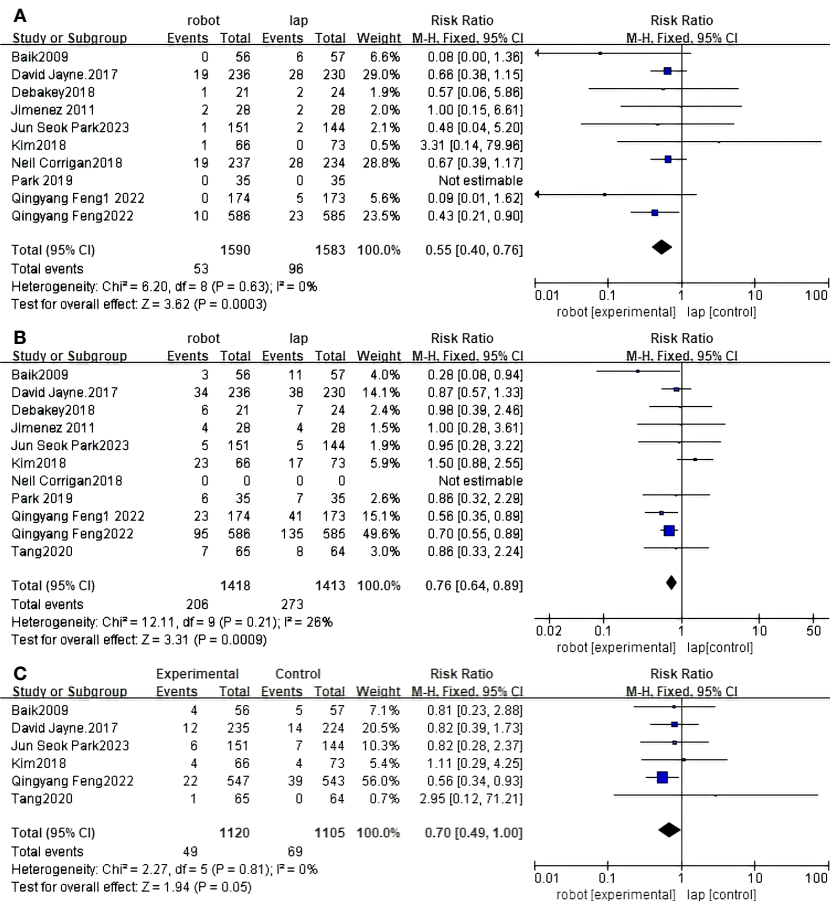 A
robot lap Risk Ratio Risk Ratio
Study or Subgroup Events Total Events Total Weight M-H, Fixed, 95% CI M-H, Fixed, 95% CI
Baik2009 0 56 6 57 6.6% 0.08 [0.00, 1.36]
David Jayne.2017 19 236 28 230 29.0% 0.66 [0.38, 1.15]
Debakey2018 1 21 2 24 1.9% 0.57 [0.06, 5.86]
Jimenez 2011 2 28 2 28 2.0% 1.00 [0.15, 6.61]
Jun Seok Park2023 1 151 2 144 2.1% 0.48 [0.04, 5.20]
Kim2018 1 66 0 73 0.5% 3.31 [0.14, 79.96]
Neil Corrigan2018 19 237 28 234 28.8% 0.67 [0.39, 1.17]
Park 2019 0 35 0 35 Not estimable
Qingyang Feng1 2022 0 174 5 173 5.6% 0.09 [0.01, 1.62]
Qingyang Feng2022 10 586 23 585 23.5% 0.43 [0.21, 0.90]
Total (95% CI) 1590 1583 100.0% 0.55 [0.40, 0.76]
Total events 53 96
Heterogeneity: Chi² = 6.20, df = 8 (P = 0.63); I² = 0%
Test for overall effect: Z = 3.62 (P = 0.0003)
0.01 0.1 1 10 100
robot [experimental] lap [control]
B
robot lap Risk Ratio Risk Ratio
Study or Subgroup Events Total Events Total Weight M-H, Fixed, 95% CI M-H, Fixed, 95% CI
Baik2009 3 56 11 57 4.0% 0.28 [0.08, 0.94]
David Jayne.2017 34 236 38 230 14.1% 0.87 [0.57, 1.33]
Debakey2018 6 21 7 24 2.4% 0.98 [0.39, 2.46]
Jimenez 2011 4 28 4 28 1.5% 1.00 [0.28, 3.61]
Jun Seok Park2023 5 151 5 144 1.9% 0.95 [0.28, 3.22]
Kim2018 23 66 17 73 5.9% 1.50 [0.88, 2.55]
Neil Corrigan2018 0 0 0 0 Not estimable
Park 2019 6 35 7 35 2.6% 0.86 [0.32, 2.29]
Qingyang Feng1 2022 23 174 41 173 15.1% 0.56 [0.35, 0.89]
Qingyang Feng2022 95 586 135 585 49.6% 0.70 [0.55, 0.89]
Tang2020 7 65 8 64 3.0% 0.86 [0.33, 2.24]
Total (95% CI) 1418 1413 100.0% 0.76 [0.64, 0.89]
Total events 206 273
Heterogeneity: Chi² = 12.11, df = 9 (P = 0.21); I² = 26%
Test for overall effect: Z = 3.31 (P = 0.0009)
0.02 0.1 1 10 50
robot [experimental] lap[control]
C
Experimental Control Risk Ratio Risk Ratio
Study or Subgroup Events Total Events Total Weight M-H, Fixed, 95% CI M-H, Fixed, 95% CI
Baik2009 4 56 5 57 7.1% 0.81 [0.23, 2.88]
David Jayne.2017 12 235 14 224 20.5% 0.82 [0.39, 1.73]
Jun Seok Park2023 6 151 7 144 10.3% 0.82 [0.28, 2.37]
Kim2018 4 66 4 73 5.4% 1.11 [0.29, 4.25]
Qingyang Feng2022 22 547 39 543 56.0% 0.56 [0.34, 0.93]
Tang2020 1 65 0 64 0.7% 2.95 [0.12, 71.21]
Total (95% CI) 1120 1105 100.0% 0.70 [0.49, 1.00]
Total events 49 69
Heterogeneity: Chi² = 2.27, df = 5 (P = 0.81); I² = 0%
Test for overall effect: Z = 1.94 (P = 0.05)
0.01 0.1 1 10 100
robot [experimental] lap [control]